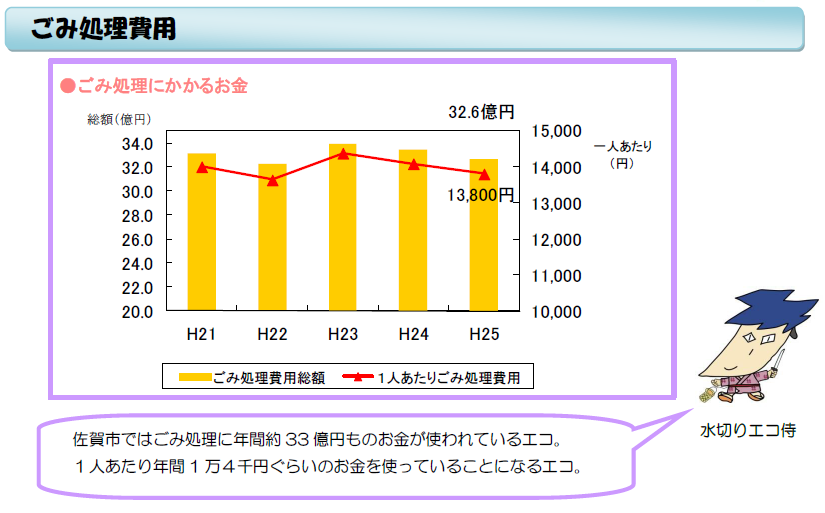 ごみ処理費用
●ごみ処理にかかるお金
総額（億円）
32.6億円
一人あたり
（円）
34.0
32.0
30.0
28.0
26.0
24.0
22.0
20.0
15,000
14,000
13,000
12,000
11,000
10,000
13,800円
H21 H22 H23 H24 H25
ごみ処理費用総額 1人あたりごみ処理費用
佐賀市ではごみ処理に年間約33億円ものお金が使われているエコ。
１人あたり年間1万4千円ぐらいのお金を使っていることになるエコ。
水切りエコ侍